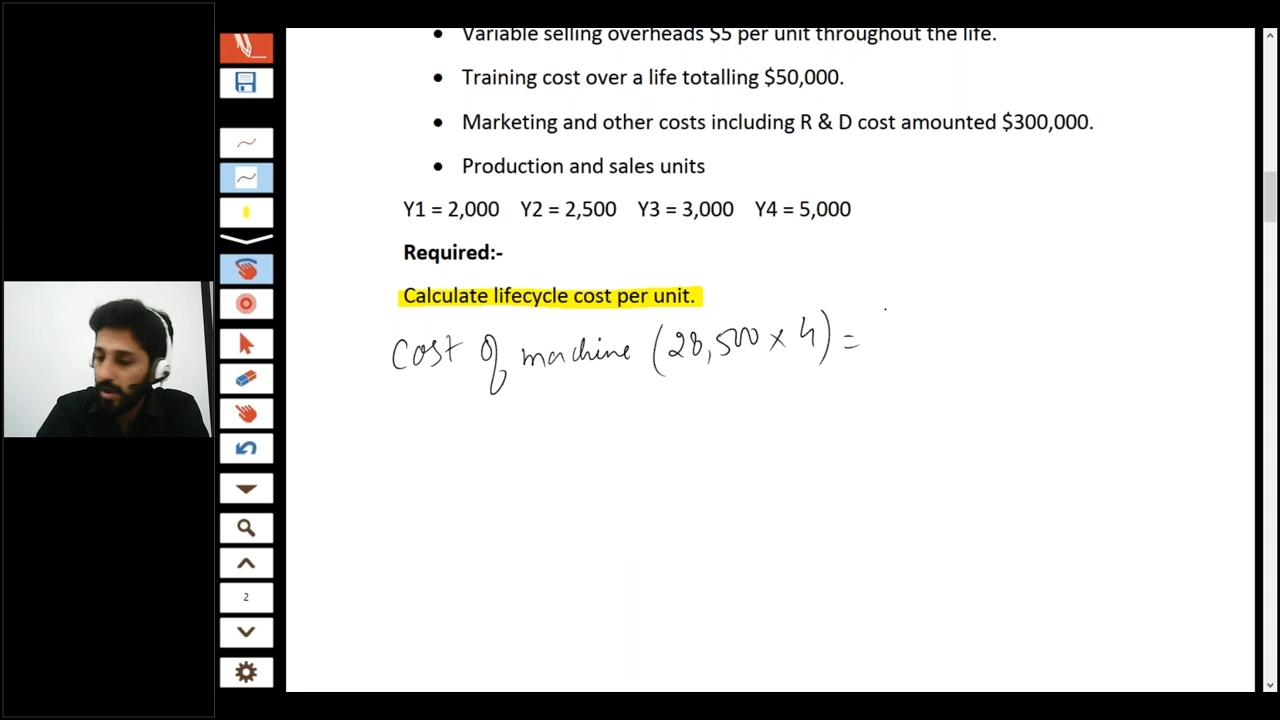 • Variable selling overheads $5 per unit throughout the life.
• Training cost over a life totalling $50,000.
• Marketing and other costs including R & D cost amounted $300,000.
• Production and sales units
Y1 = 2,000 Y2 = 2,500 Y3 = 3,000 Y4 = 5,000
Required:-
Calculate lifecycle cost per unit.
Cost of machine (28,500 × 4) =
2